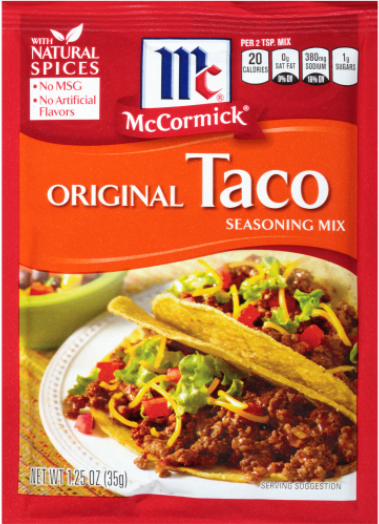 WITH
NATURAL
SPICES
• No MSG
• No Artificial
Flavors
Mc
®
McCormick®
PER 2 TSP. MIX
20
CALORIES
0g
SAT FAT
0% DV
380mg
SODIUM
16% DV
1g
SUGARS
ORIGINAL Taco
SEASONING MIX
NET WT 1.25 OZ (35g)
SERVING SUGGESTION